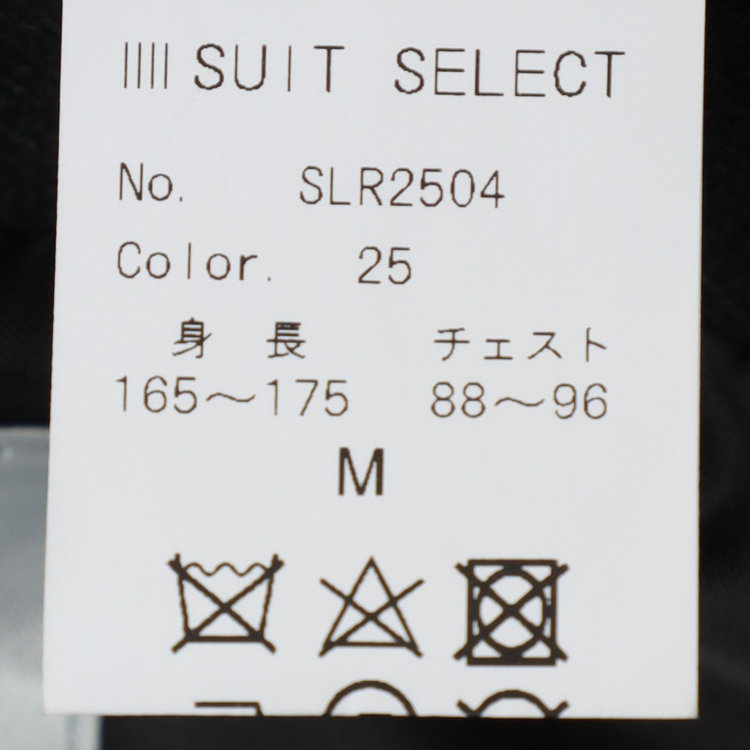 SUIT SELECT
No. SLR2504
Color. 25
身長 チェスト
165～175 88～96
M